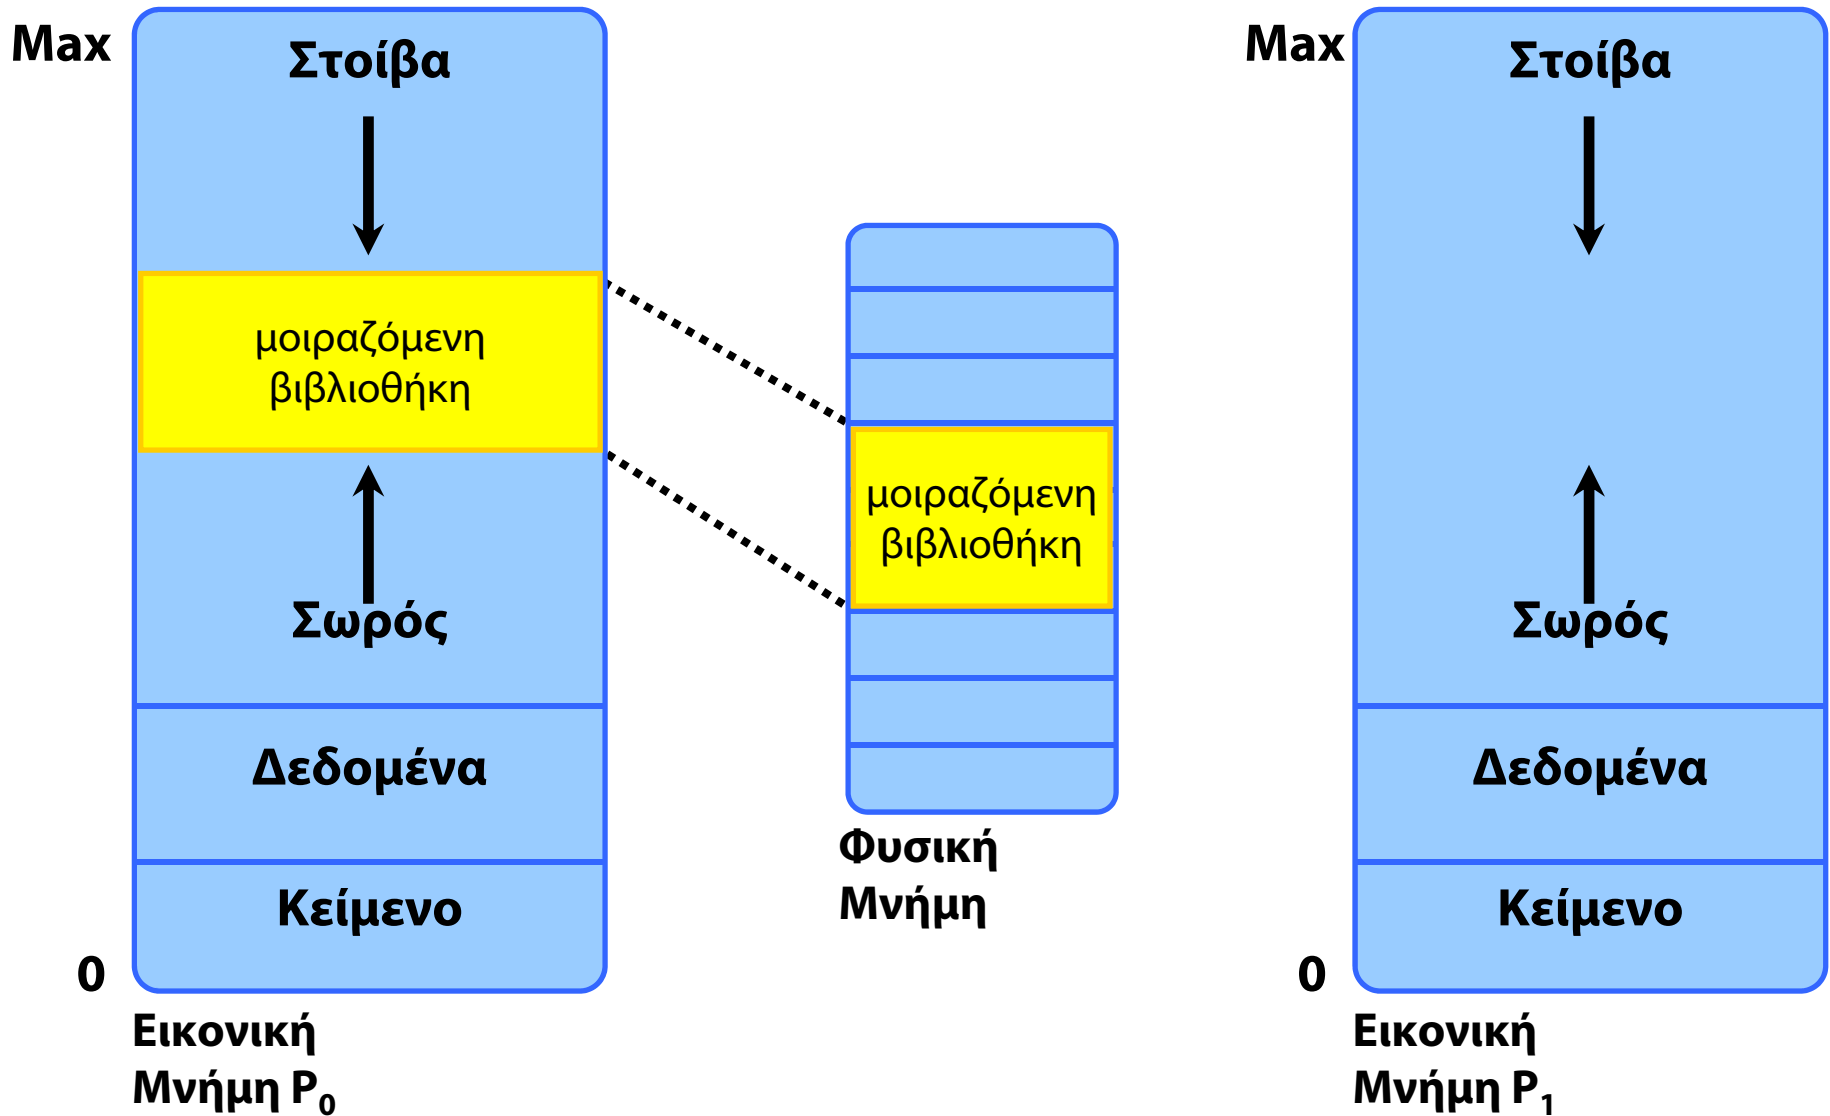 Max
Στοίβα
μοιραζόμενη
βιβλιοθήκη
Σωρός
Δεδομένα
Κείμενο
0
Εικονική
Μνήμη P₀
μοιραζόμενη
βιβλιοθήκη
Φυσική
Μνήμη
Max
Στοίβα
Σωρός
Δεδομένα
Κείμενο
0
Εικονική
Μνήμη P₁